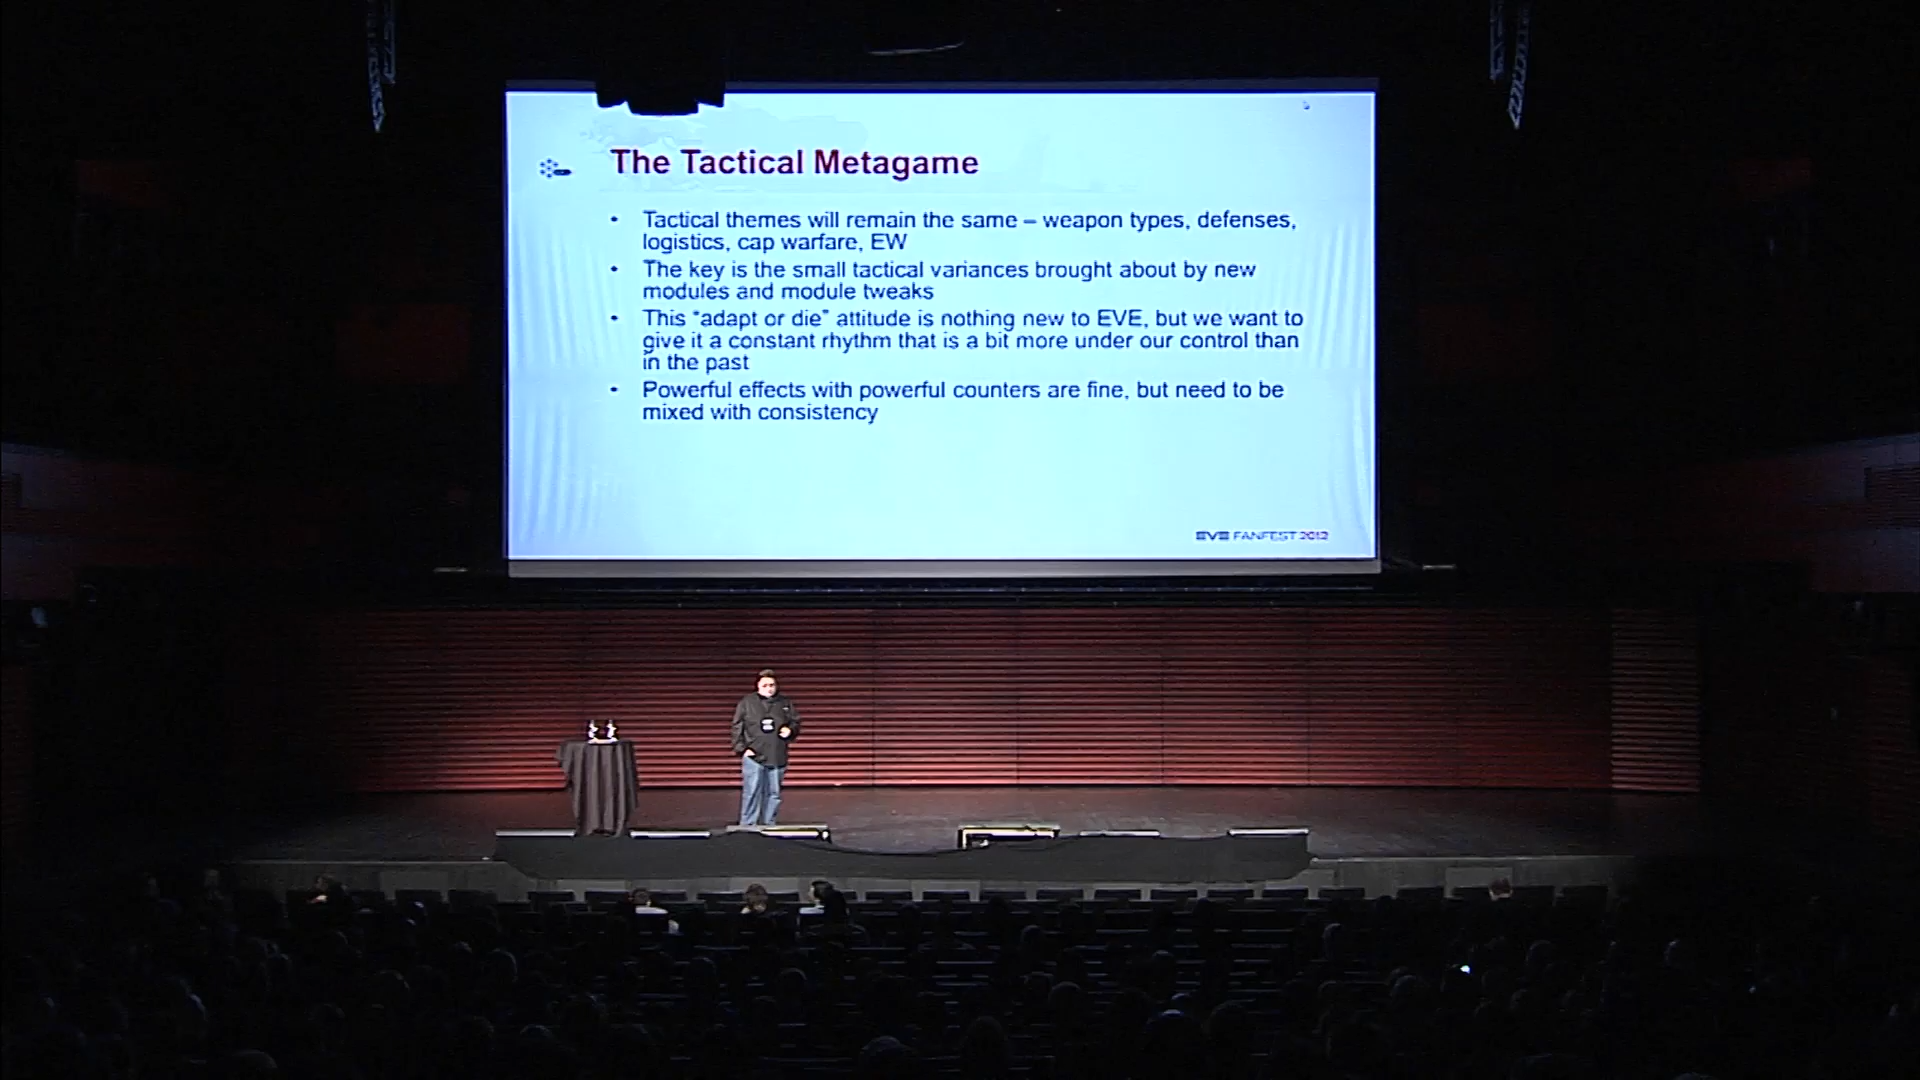 The Tactical Metagame
• Tactical themes will remain the same – weapon types, defenses,
logistics, cap warfare, EW
• The key is the small tactical variances brought about by new
modules and module tweaks
• This "adapt or die" attitude is nothing new to EVE, but we want to
give it a constant rhythm that is a bit more under our control than
in the past
• Powerful effects with powerful counters are fine, but need to be
mixed with consistency
EVE FANFEST 2012